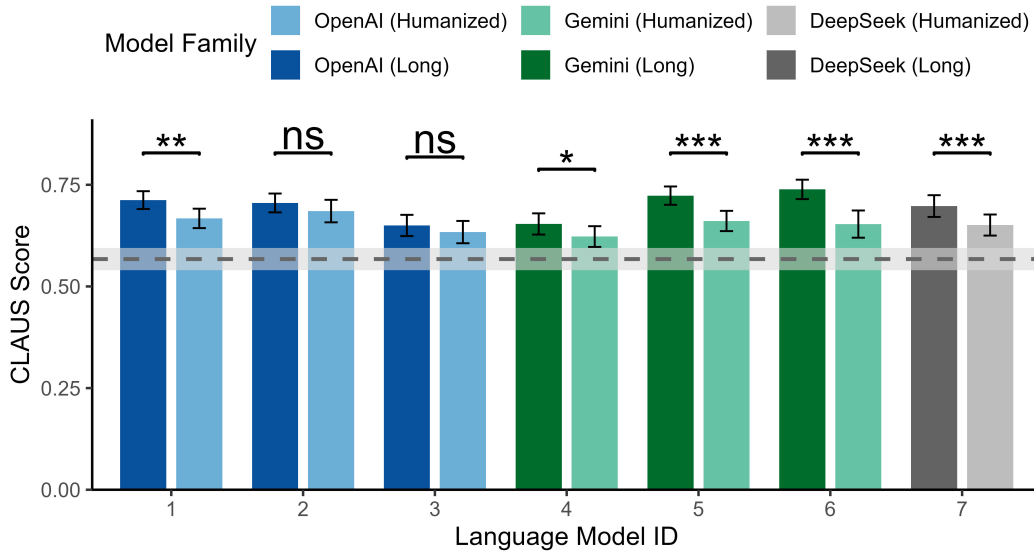 Model Family
OpenAI (Humanized) Gemini (Humanized) DeepSeek (Humanized)
OpenAI (Long) Gemini (Long) DeepSeek (Long)
** ns ns * *** *** ***
CLAUS Score
0.75
0.50
0.25
0.00
1 2 3 4 5 6 7
Language Model ID